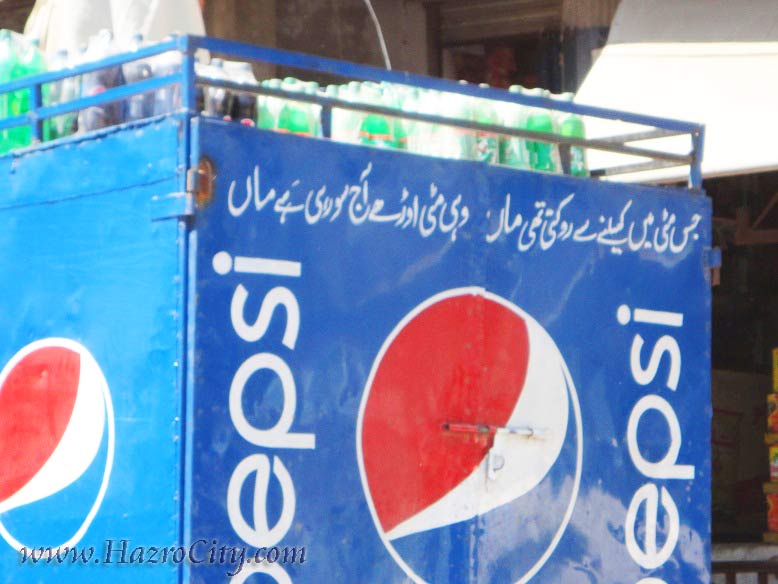 جس مٹی میں کھیلنے سے روکتی تھی ماں وہی مٹی اوڑھے آج سو رہی ہے ماں
pepsi
pepsi
www.HazroCity.com